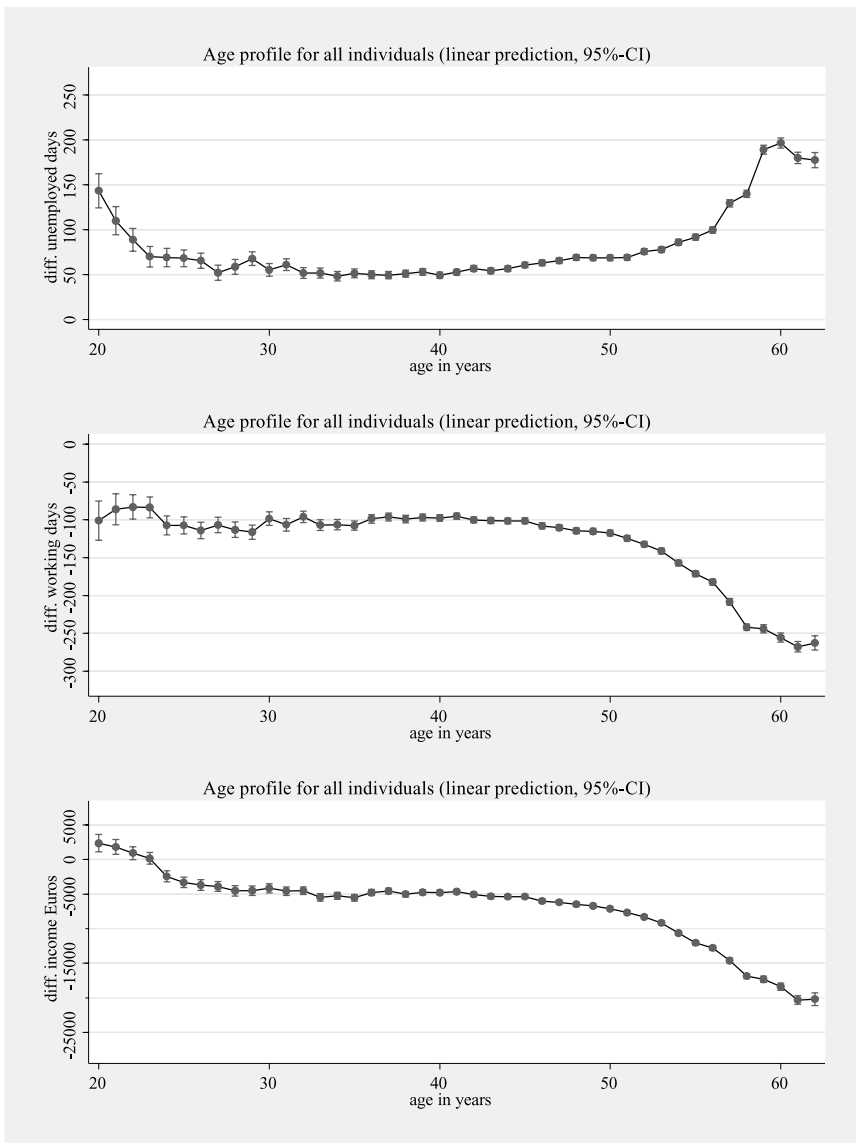 Age profile for all individuals (linear prediction, 95%-CI)
diff. unemployed days
250
200
150
100
50
0
20 30 40 50 60
age in years
Age profile for all individuals (linear prediction, 95%-CI)
diff. working days
0
-50
-100
-150
-200
-250
-300
20 30 40 50 60
age in years
Age profile for all individuals (linear prediction, 95%-CI)
diff. income Euros
5000
0
-5000
-15000
-25000
20 30 40 50 60
age in years